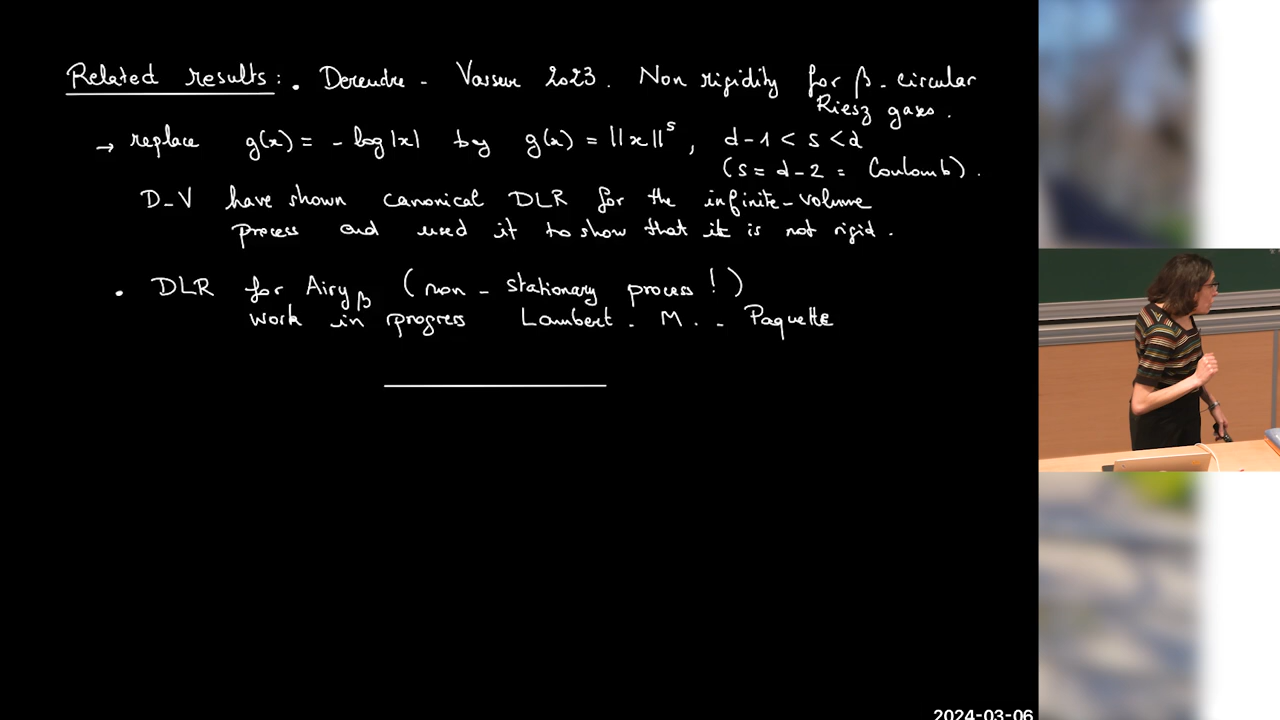 Related results: . Dereudre - Vasseur 2023. Non rigidity for β-circular
Riesz gases.
→ replace g(x) = - log|x| by g(x) = ||x||^s, d-1 < s < d
(s = d-2 = Coulomb).
D-V have shown canonical DLR for the infinite-volume
process and used it to show that it is not rigid.
. DLR for Airy_β (non-stationary process!)
work in progress Lambert. M.. Paquette
2024-03-06